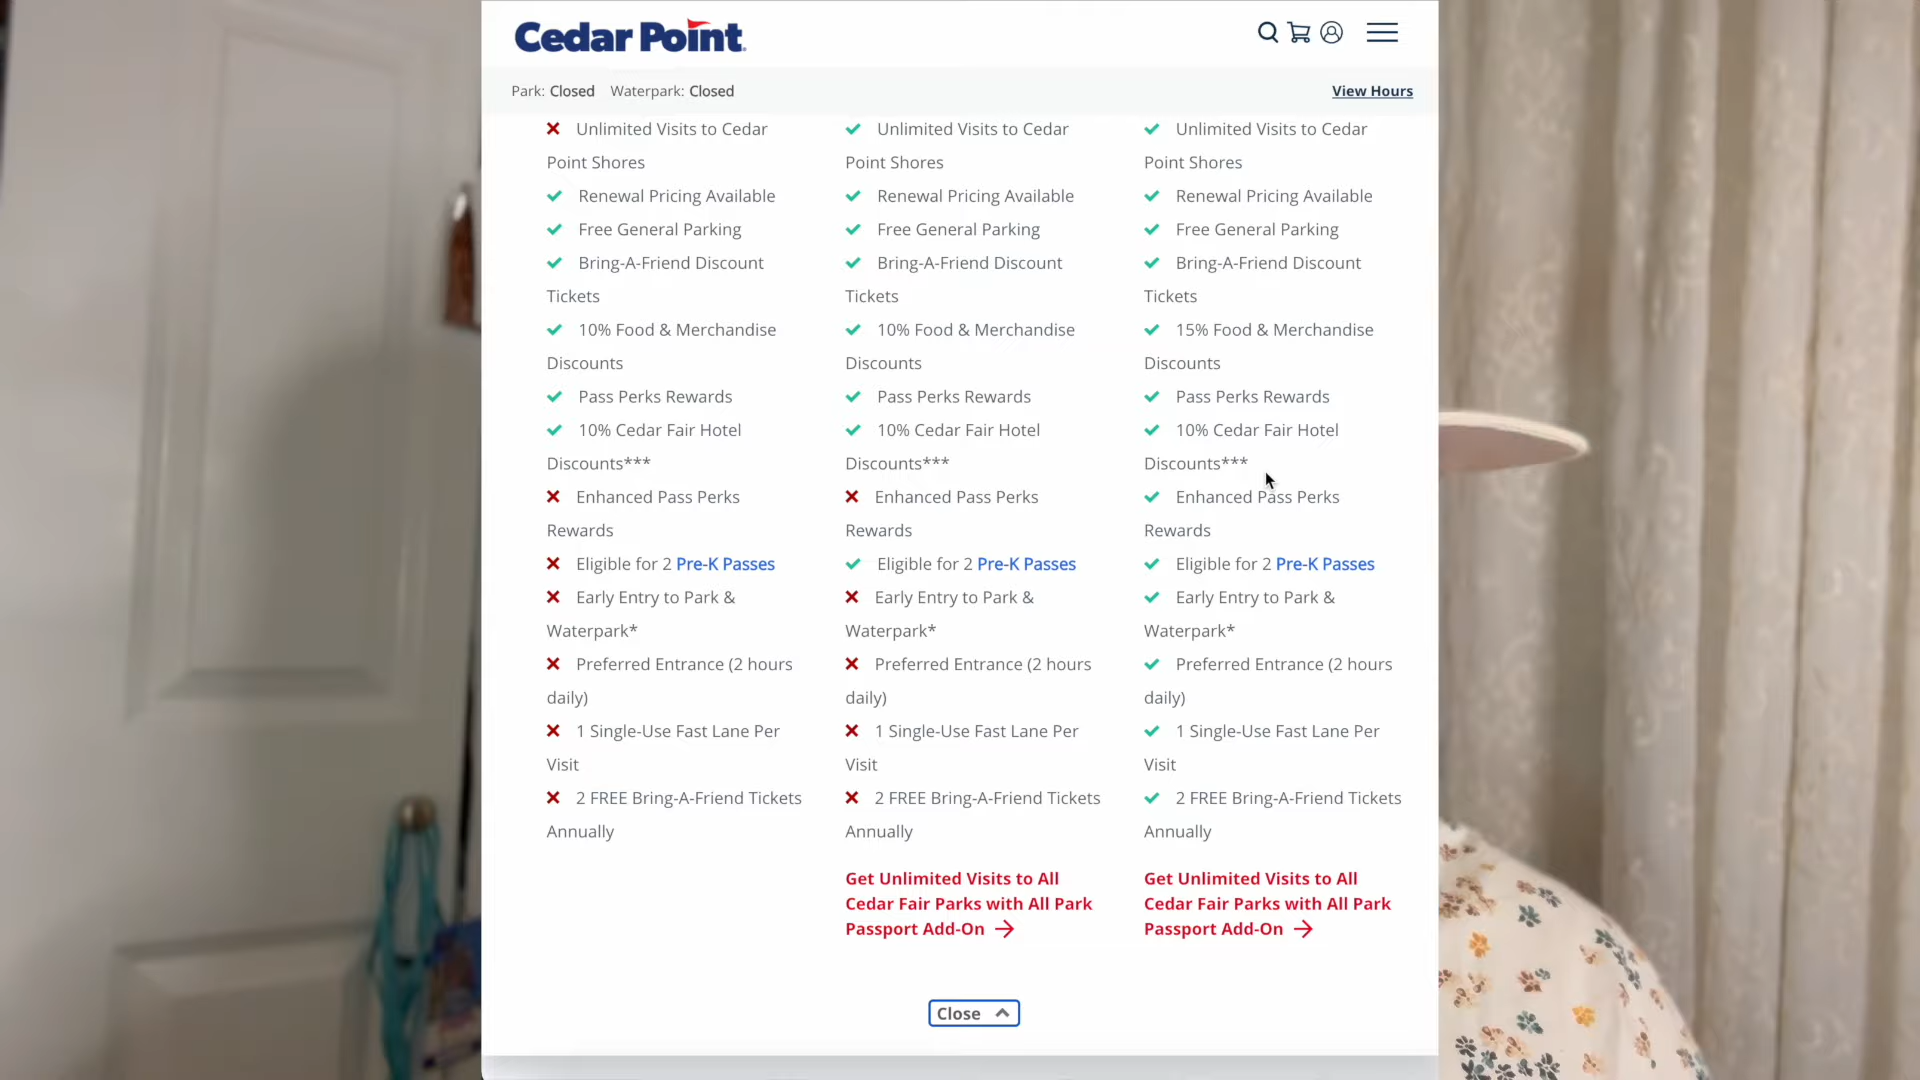 Cedar Point
Park: Closed Waterpark: Closed
View Hours
Unlimited Visits to Cedar
Point Shores
Renewal Pricing Available
Free General Parking
Bring-A-Friend Discount
Tickets
10% Food & Merchandise
Discounts
Pass Perks Rewards
10% Cedar Fair Hotel
Discounts***
Enhanced Pass Perks
Rewards
Eligible for 2 Pre-K Passes
Early Entry to Park &
Waterpark*
Preferred Entrance (2 hours
daily)
1 Single-Use Fast Lane Per
Visit
2 FREE Bring-A-Friend Tickets
Annually
Unlimited Visits to Cedar
Point Shores
Renewal Pricing Available
Free General Parking
Bring-A-Friend Discount
Tickets
10% Food & Merchandise
Discounts
Pass Perks Rewards
10% Cedar Fair Hotel
Discounts***
Enhanced Pass Perks
Rewards
Eligible for 2 Pre-K Passes
Early Entry to Park &
Waterpark*
Preferred Entrance (2 hours
daily)
1 Single-Use Fast Lane Per
Visit
2 FREE Bring-A-Friend Tickets
Annually
Get Unlimited Visits to All
Cedar Fair Parks with All Park
Passport Add-On
Unlimited Visits to Cedar
Point Shores
Renewal Pricing Available
Free General Parking
Bring-A-Friend Discount
Tickets
15% Food & Merchandise
Discounts
Pass Perks Rewards
10% Cedar Fair Hotel
Discounts***
Enhanced Pass Perks
Rewards
Eligible for 2 Pre-K Passes
Early Entry to Park &
Waterpark*
Preferred Entrance (2 hours
daily)
1 Single-Use Fast Lane Per
Visit
2 FREE Bring-A-Friend Tickets
Annually
Get Unlimited Visits to All
Cedar Fair Parks with All Park
Passport Add-On
Close